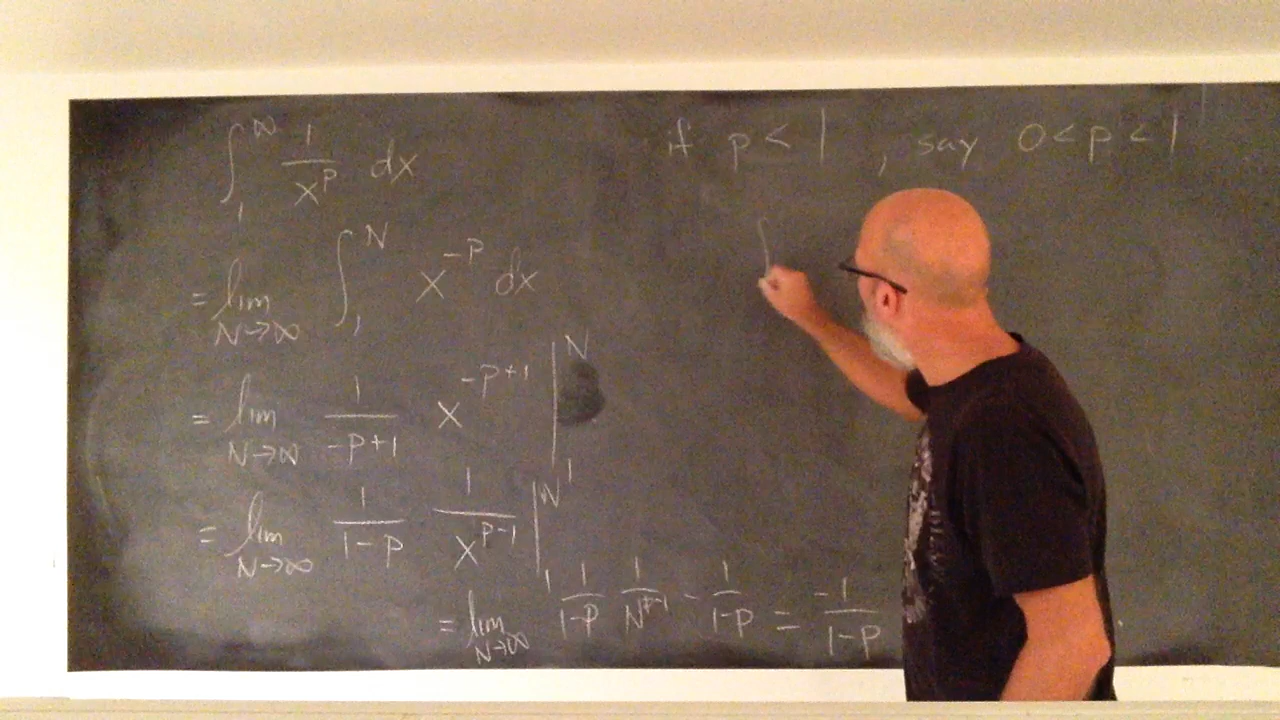 ∫₁^∞ 1/x^p dx
= lim N→∞ ∫₁^N x^{-p} dx
= lim N→∞ 1/(-p+1) x^{-p+1} |₁^N
= lim N→∞ 1/(1-p) 1/x^{p-1} |₁^N
= lim N→∞ 1/(1-p) 1/N^{p-1} - 1/(1-p) = -1/(1-p)
if p < 1 , say 0 < p < 1